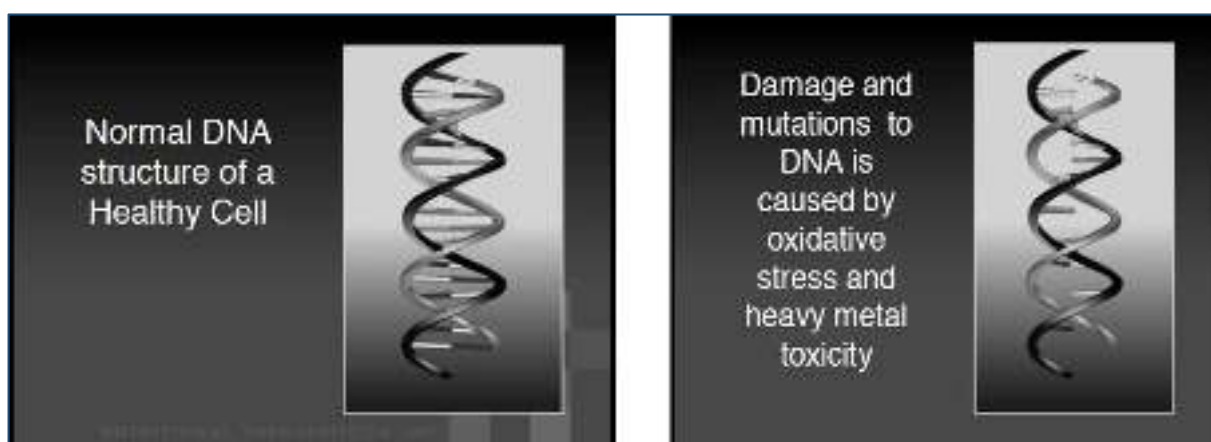 Normal DNA
structure of a
Healthy Cell
Damage and
mutations to
DNA is
caused by
oxidative
stress and
heavy metal
toxicity